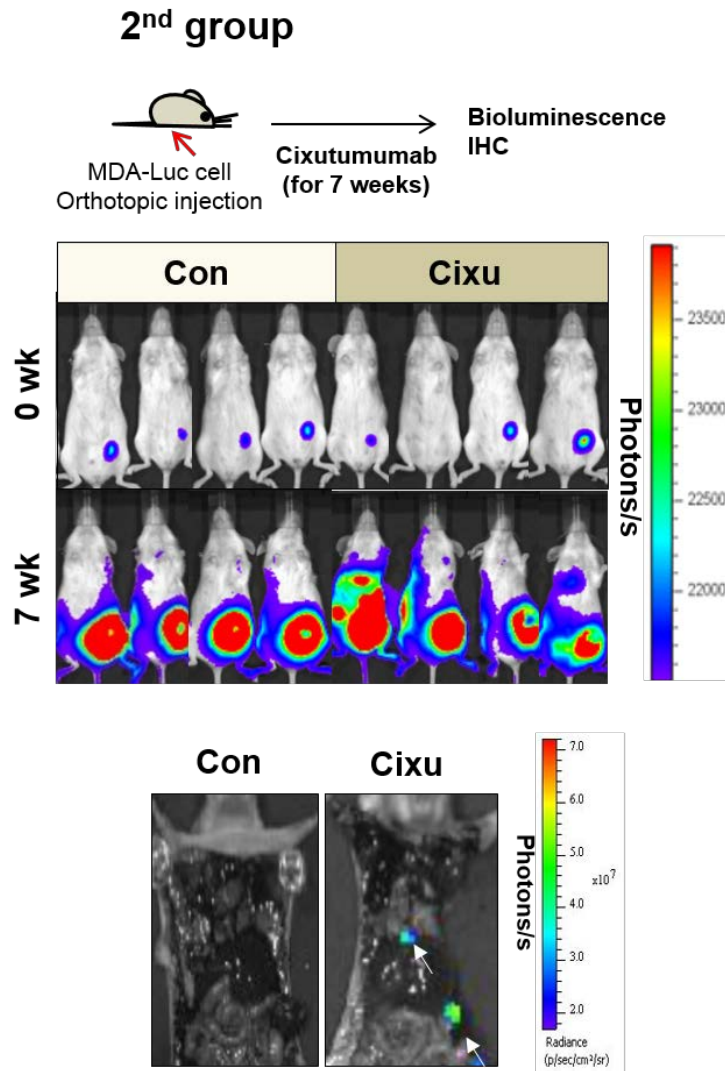 2nd group
MDA-Luc cell
Orthotopic injection
Cixutumumab
(for 7 weeks)
Bioluminescence
IHC
Con
Cixu
0 wk
7 wk
23500
23000
22500
22000
Photons/s
Con
Cixu
Photons/s
7.0
6.0
5.0
x10⁷
4.0
3.0
2.0
Radiance
(p/sec/cm²/sr)